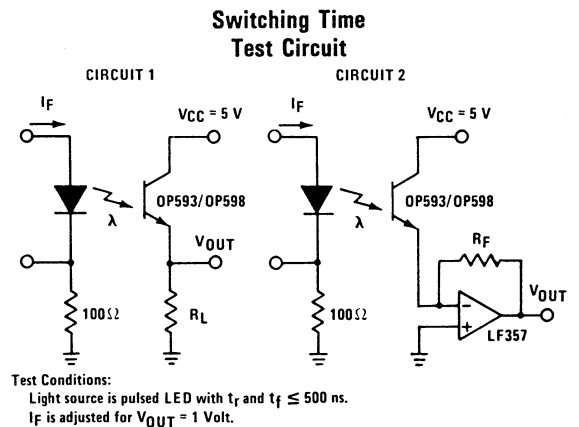 Switching Time
Test Circuit
CIRCUIT 1
CIRCUIT 2
IF
VCC = 5 V
OP593/OP598
λ
VOUT
100Ω
RL
IF
VCC = 5 V
OP593/OP598
λ
RF
−
+
VOUT
LF357
100Ω
Test Conditions:
Light source is pulsed LED with tr and tf ≤ 500 ns.
IF is adjusted for VOUT = 1 Volt.